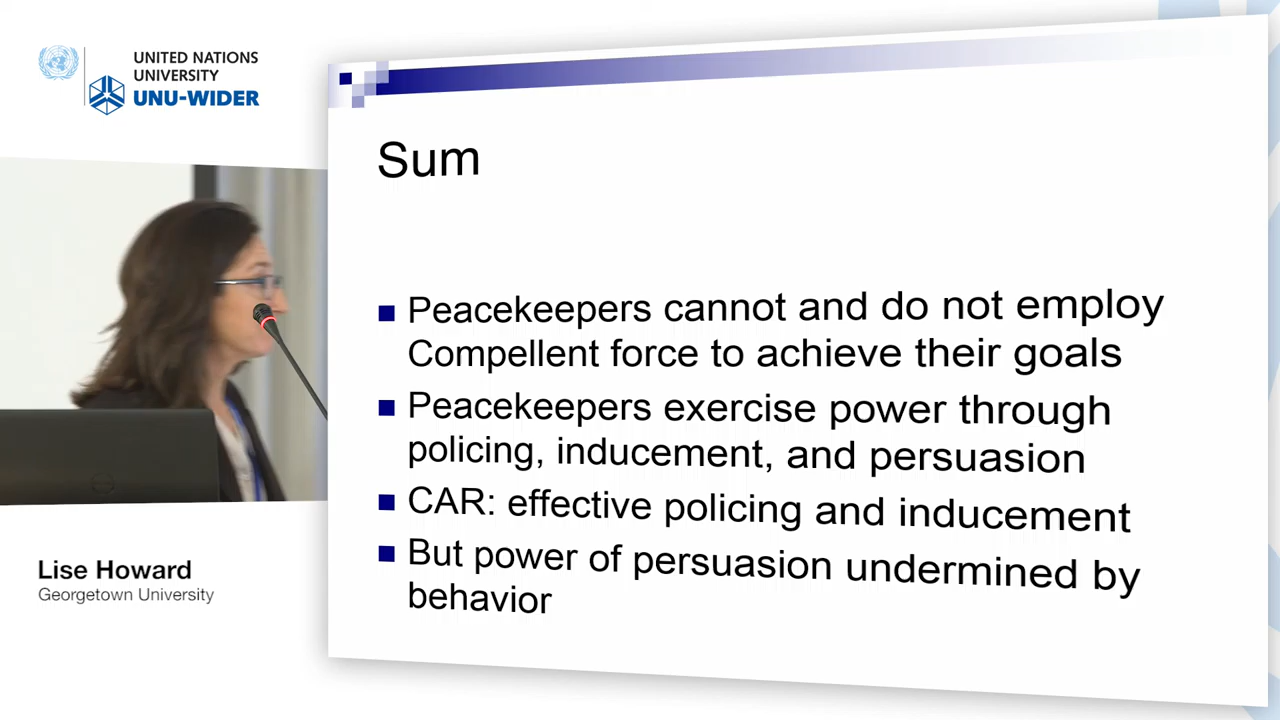 UNITED NATIONS
UNIVERSITY
UNU-WIDER
Sum
Peacekeepers cannot and do not employ
Compellent force to achieve their goals
Peacekeepers exercise power through
policing, inducement, and persuasion
CAR: effective policing and inducement
But power of persuasion undermined by
behavior
Lise Howard
Georgetown University